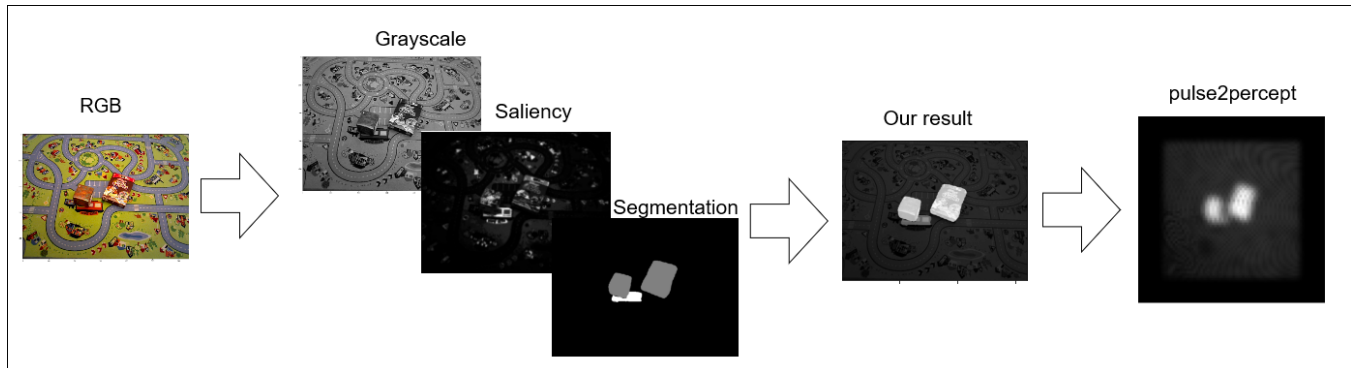 RGB
Grayscale
Saliency
Segmentation
Our result
pulse2percept